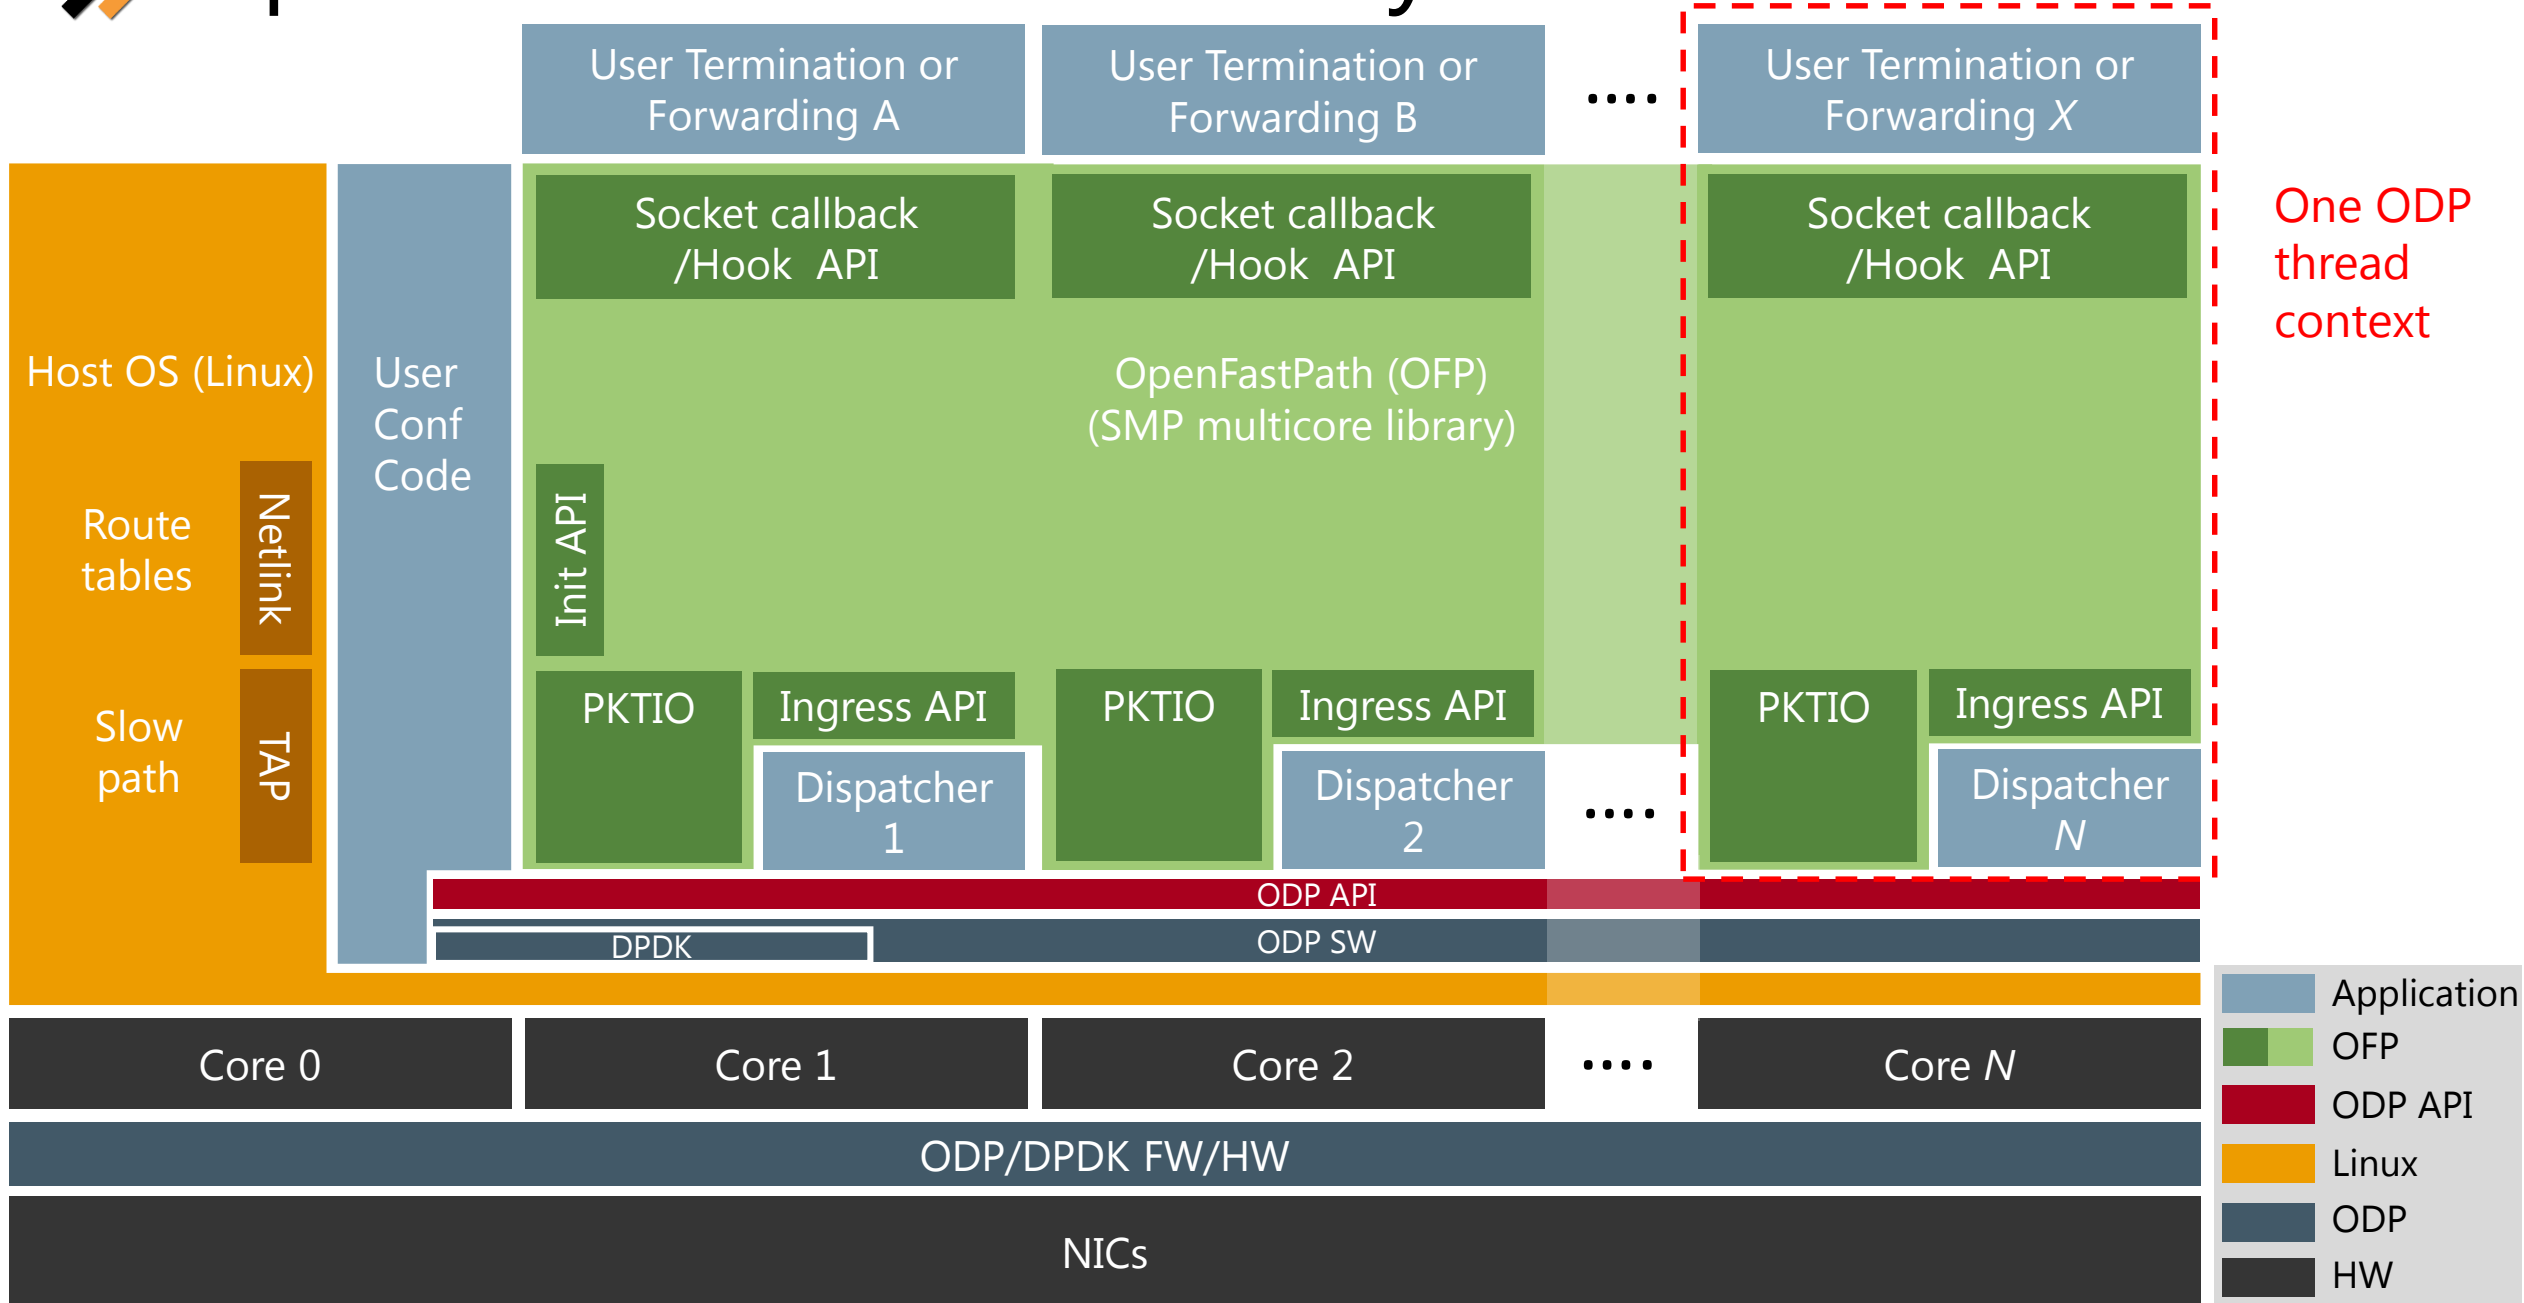 User Termination or
Forwarding A
User Termination or
Forwarding B
....
User Termination or
Forwarding X
Socket callback
/Hook API
Socket callback
/Hook API
Socket callback
/Hook API
One ODP
thread
context
Host OS (Linux)
User
Conf
Code
OpenFastPath (OFP)
(SMP multicore library)
Route
tables
Netlink
Init API
Slow
path
TAP
PKTIO
Ingress API
PKTIO
Ingress API
PKTIO
Ingress API
Dispatcher
1
Dispatcher
2
....
Dispatcher
N
ODP API
DPDK
ODP SW
Core 0
Core 1
Core 2
....
Core N
ODP/DPDK FW/HW
NICs
Application
OFP
ODP API
Linux
ODP
HW